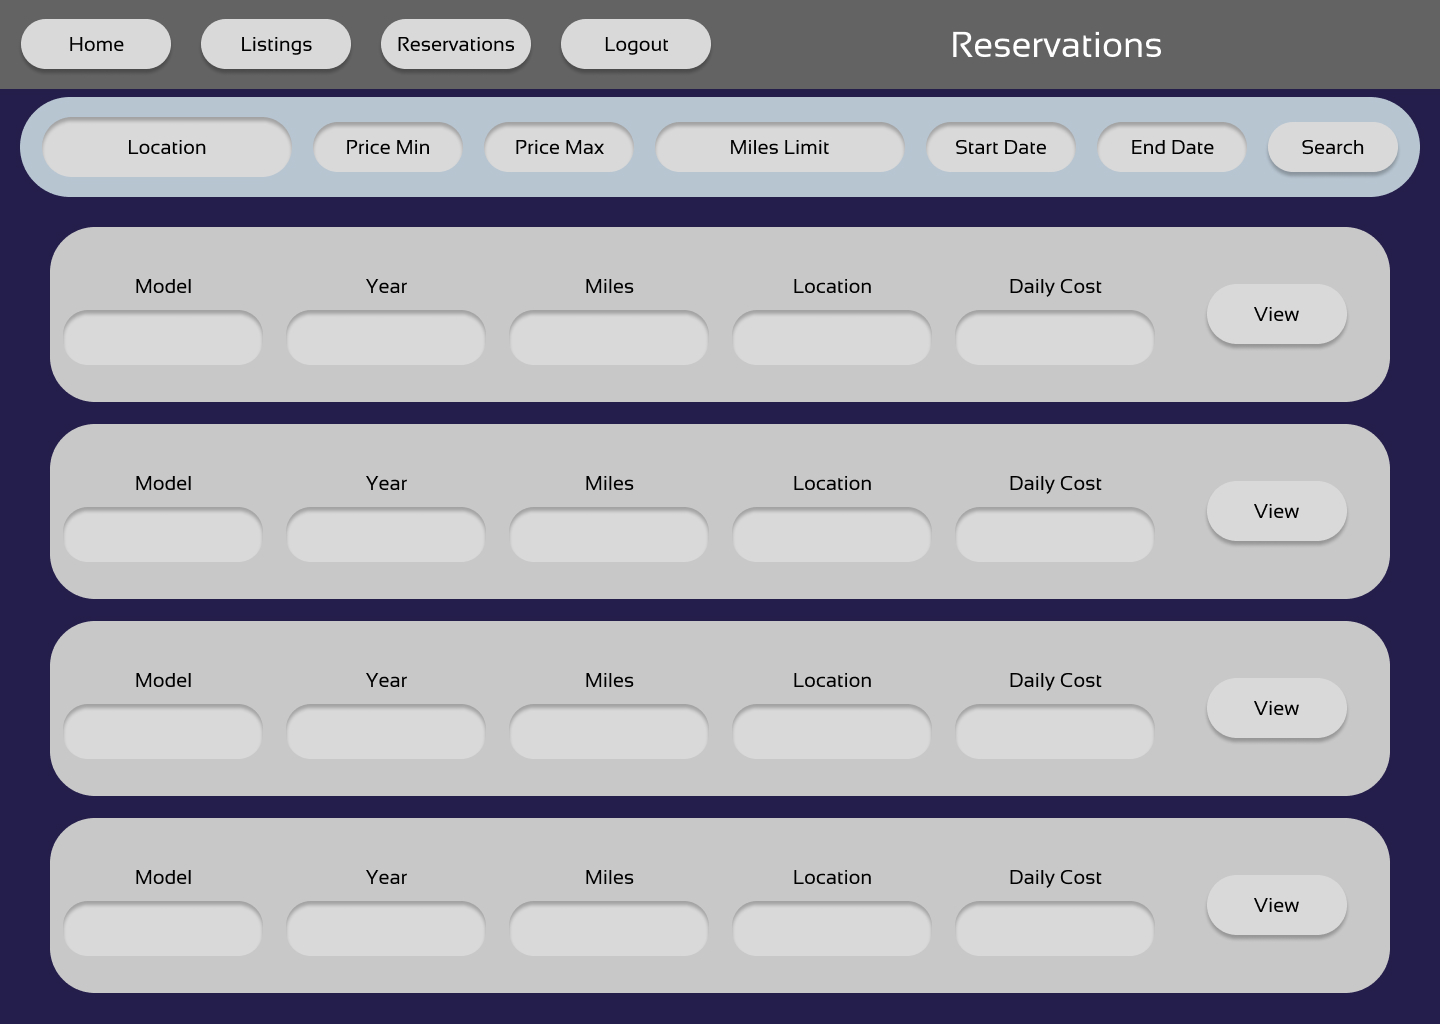 Home Listings Reservations Logout Reservations
Location Price Min Price Max Miles Limit Start Date End Date Search
Model Year Miles Location Daily Cost
View
Model Year Miles Location Daily Cost
View
Model Year Miles Location Daily Cost
View
Model Year Miles Location Daily Cost
View